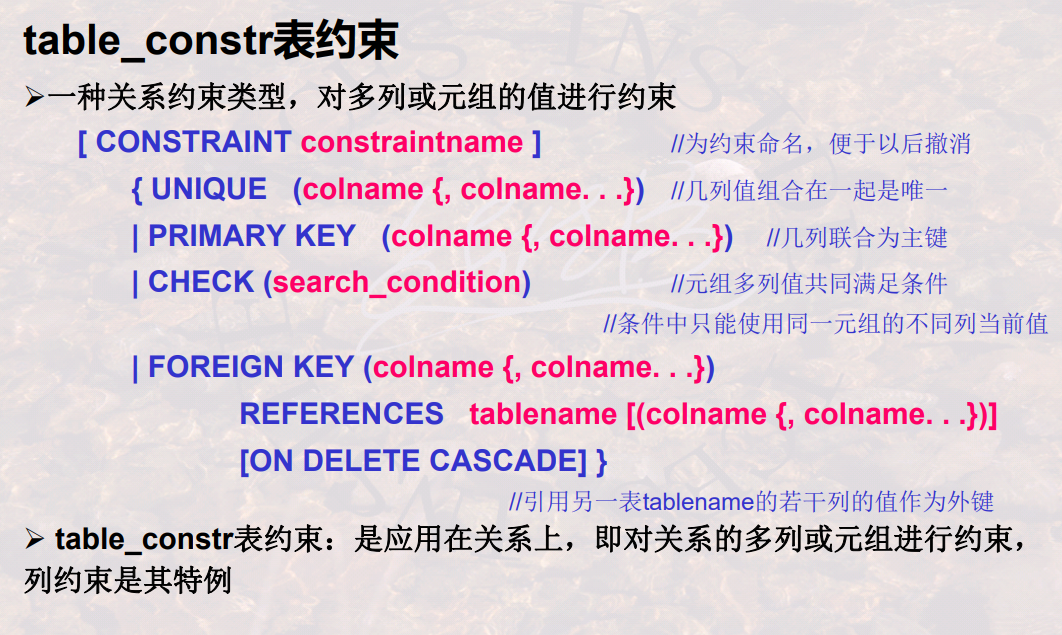 table_constr表约束
➢一种关系约束类型，对多列或元组的值进行约束
[ CONSTRAINT constraintname ] //为约束命名，便于以后撤消
{ UNIQUE (colname {, colname. . .}) //几列值组合在一起是唯一
| PRIMARY KEY (colname {, colname. . .}) //几列联合为主键
| CHECK (search_condition) //元组多列值共同满足条件
//条件中只能使用同一元组的不同列当前值
| FOREIGN KEY (colname {, colname. . .})
REFERENCES tablename [(colname {, colname. . .})]
[ON DELETE CASCADE] }
//引用另一表tablename的若干列的值作为外键
➢ table_constr表约束：是应用在关系上，即对关系的多列或元组进行约束，
列约束是其特例